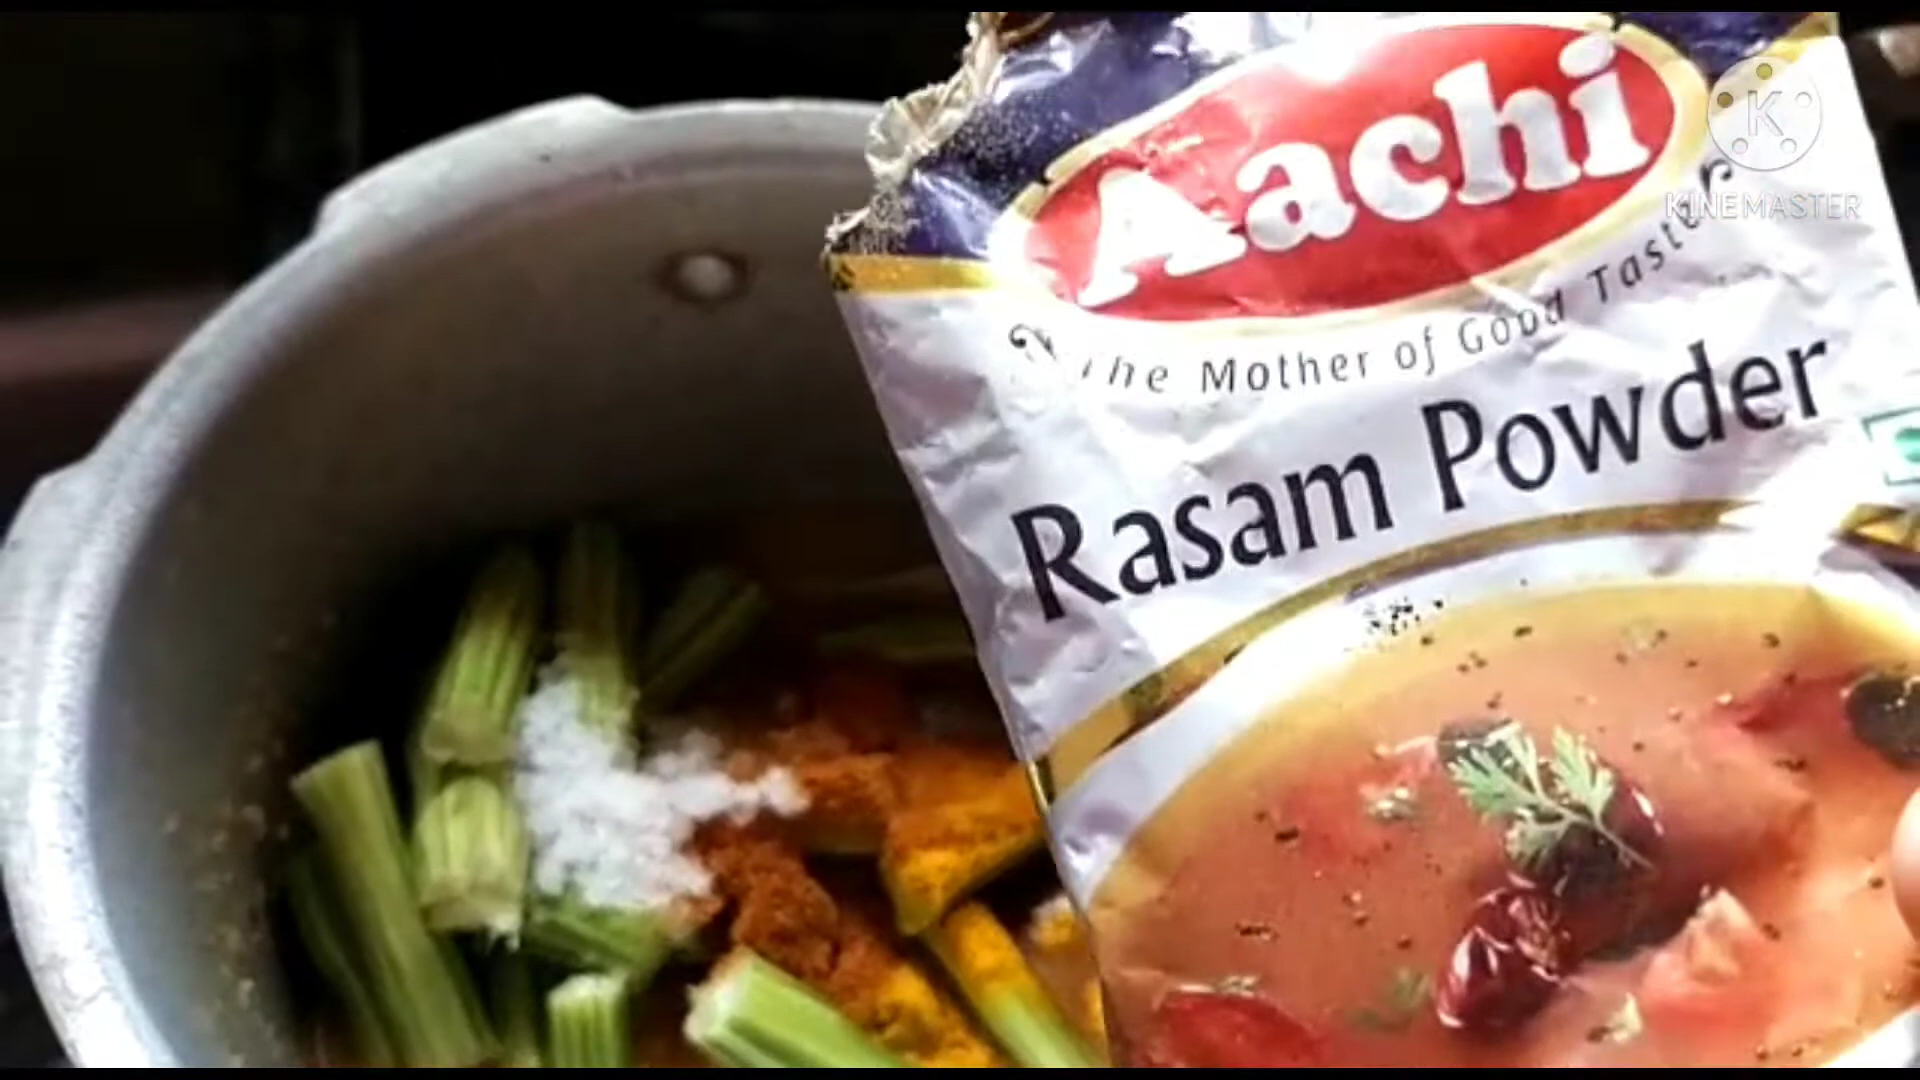 Aachi
The Mother of Good Taste
Rasam Powder
K
KINEMASTER